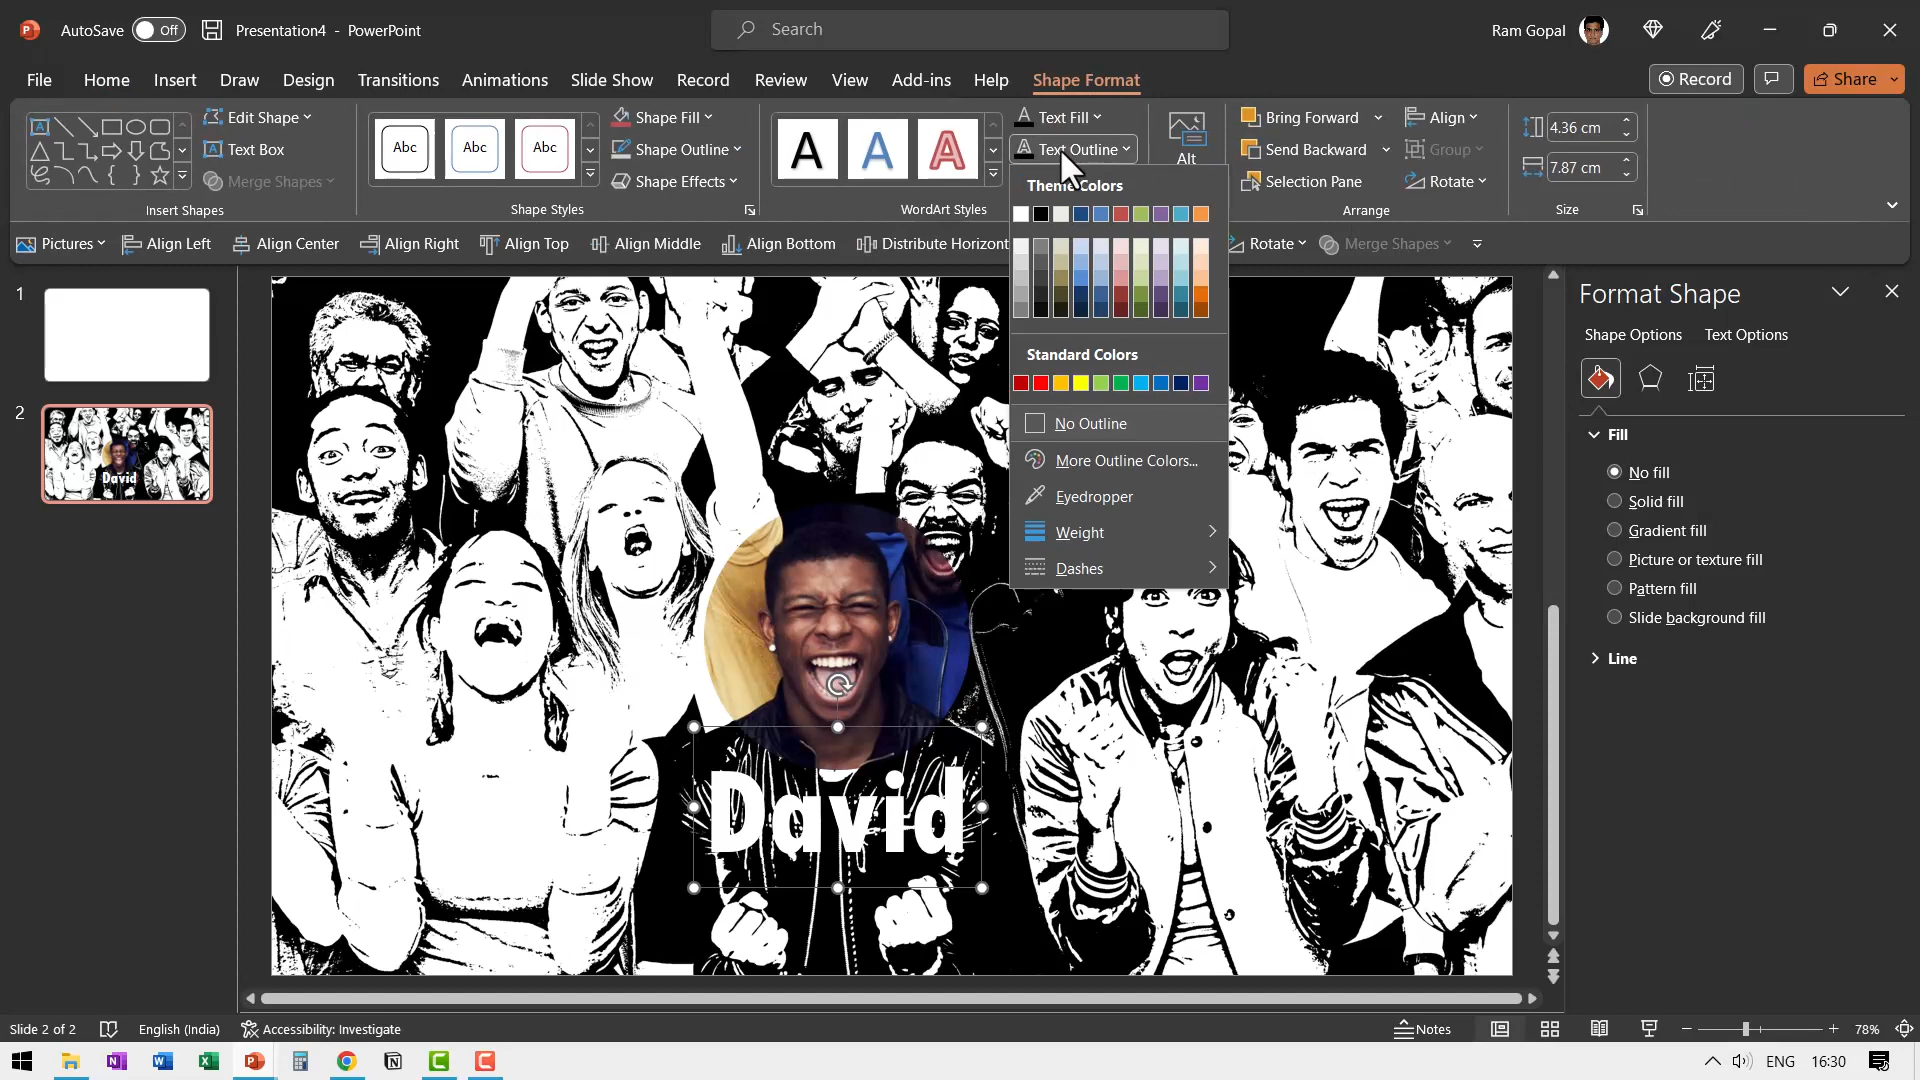 AutoSave Off Presentation4 - PowerPoint Search Ram Gopal
File Home Insert Draw Design Transitions Animations Slide Show Record Review View Add-ins Help Shape Format Record Share
Edit Shape
Text Box
Merge Shapes
Insert Shapes
Abc Abc Abc
Shape Fill
Shape Outline
Shape Effects
Shape Styles
A A A
WordArt Styles
Text Fill
Text Outline
Alt
Bring Forward
Send Backward
Selection Pane
Align
Group
Rotate
Arrange
4.36 cm
7.87 cm
Size
Pictures Align Left Align Center Align Right Align Top Align Middle Align Bottom Distribute Horizont Rotate Merge Shapes
Standard Colors
No Outline
More Outline Colors...
Eyedropper
Weight
Dashes
1
2
David
David
Format Shape
Shape Options Text Options
Fill
No fill
Solid fill
Gradient fill
Picture or texture fill
Pattern fill
Slide background fill
Line
Slide 2 of 2 English (India) Accessibility: Investigate Notes 78%
ENG 16:30